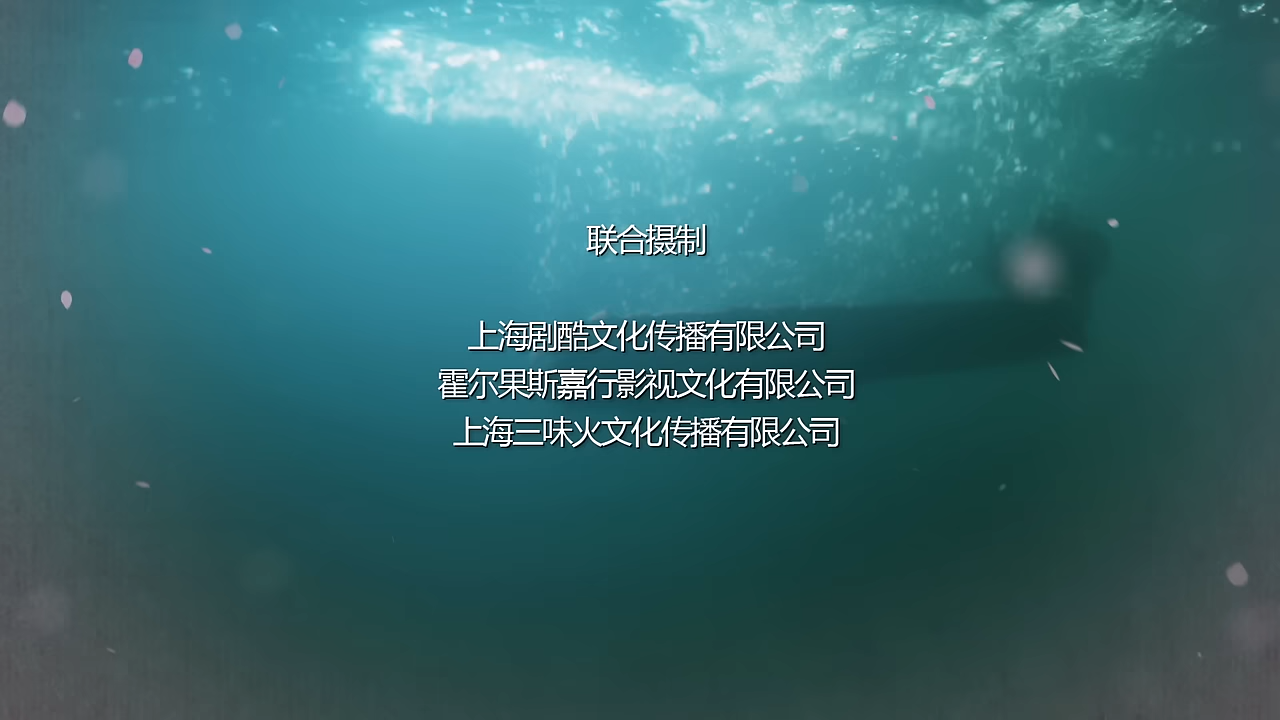 联合摄制
上海剧酷文化传播有限公司
霍尔果斯嘉行影视文化有限公司
上海三味火文化传播有限公司